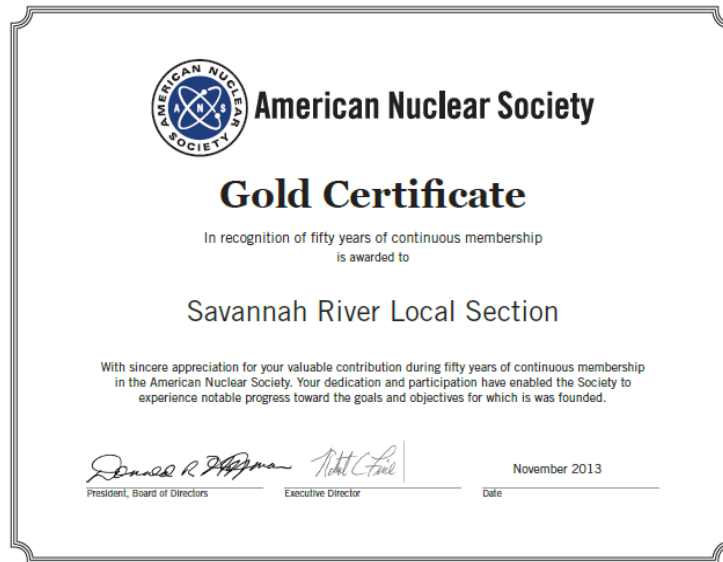 AMERICAN NUCLEAR SOCIETY
A N S
American Nuclear Society
Gold Certificate
In recognition of fifty years of continuous membership
is awarded to
Savannah River Local Section
With sincere appreciation for your valuable contribution during fifty years of continuous membership
in the American Nuclear Society. Your dedication and participation have enabled the Society to
experience notable progress toward the goals and objectives for which is was founded.
Donald R
November 2013
President, Board of Directors Executive Director Date